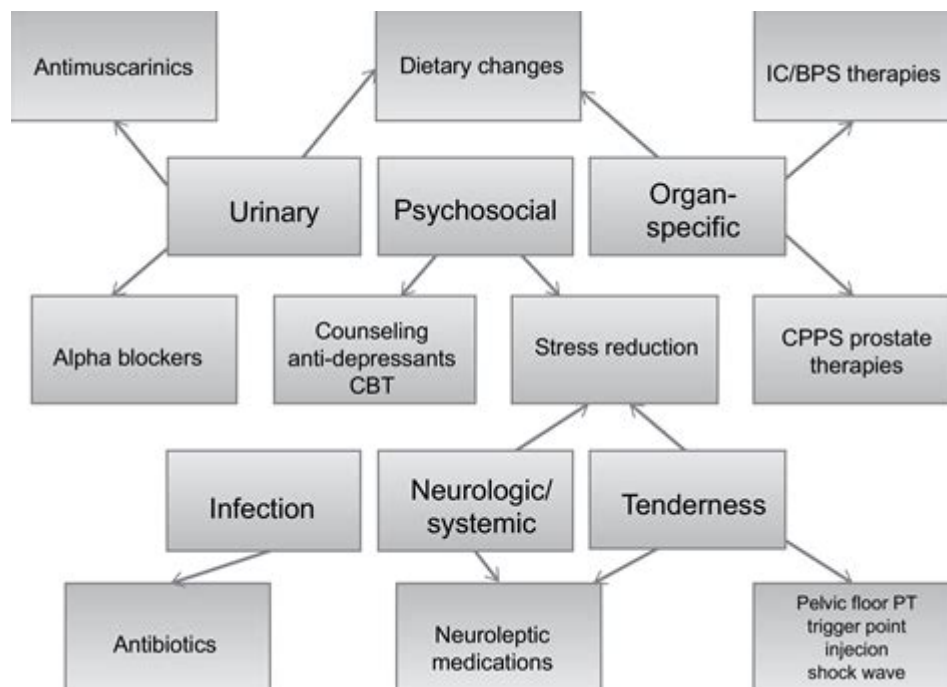 Antimuscarinics
Dietary changes
IC/BPS therapies
Urinary
Psychosocial
Organ-
specific
Alpha blockers
Counseling
anti-depressants
CBT
Stress reduction
CPPS prostate
therapies
Infection
Neurologic/
systemic
Tenderness
Antibiotics
Neuroleptic
medications
Pelvic floor PT
trigger point
injecion
shock wave